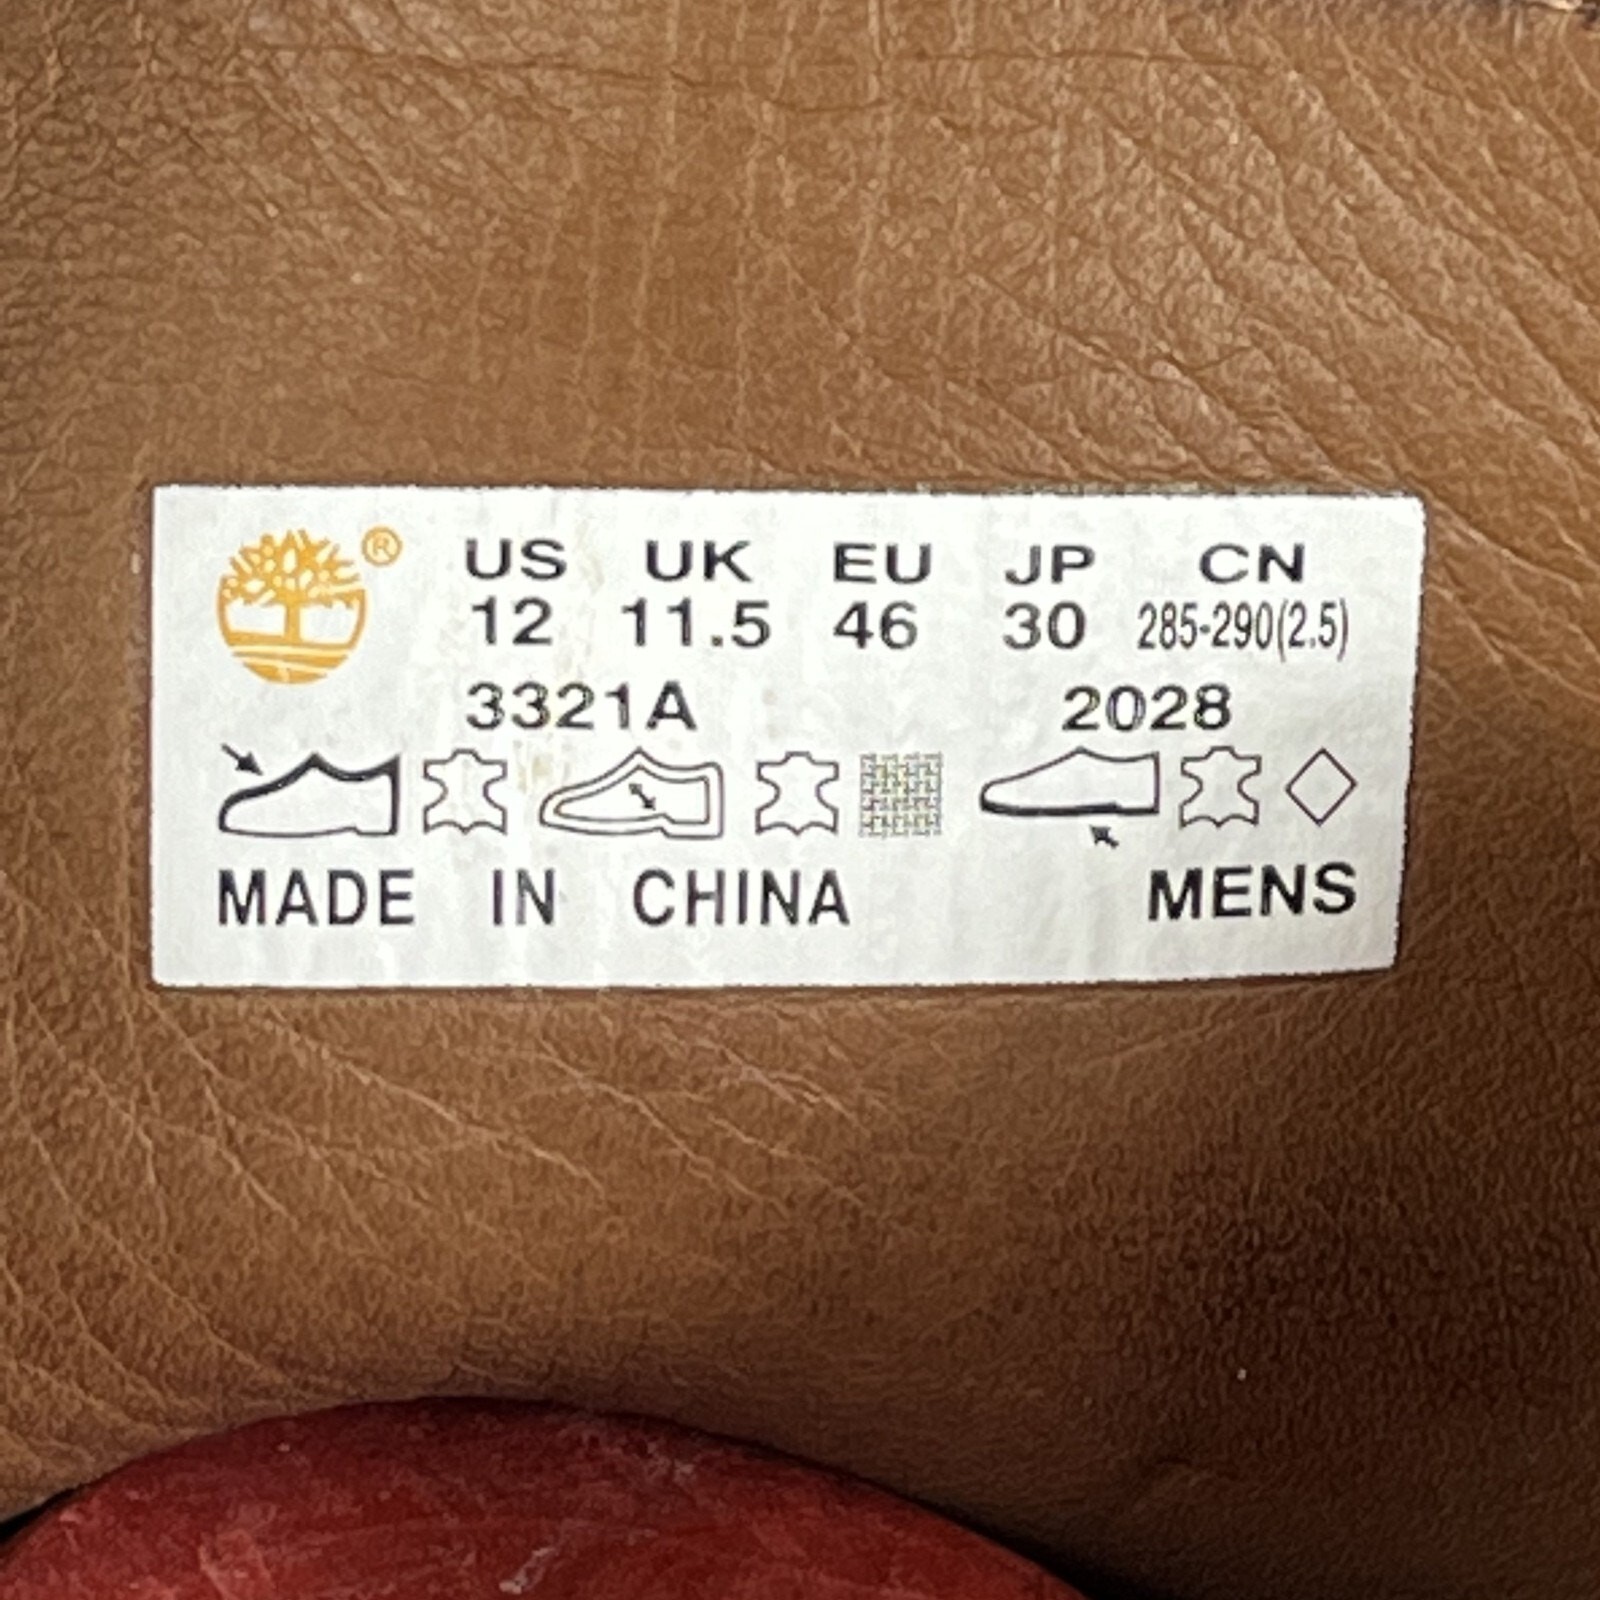 ® US UK EU JP CN
12 11.5 46 30 285-290(2.5)
3321A 2028
MADE IN CHINA MENS